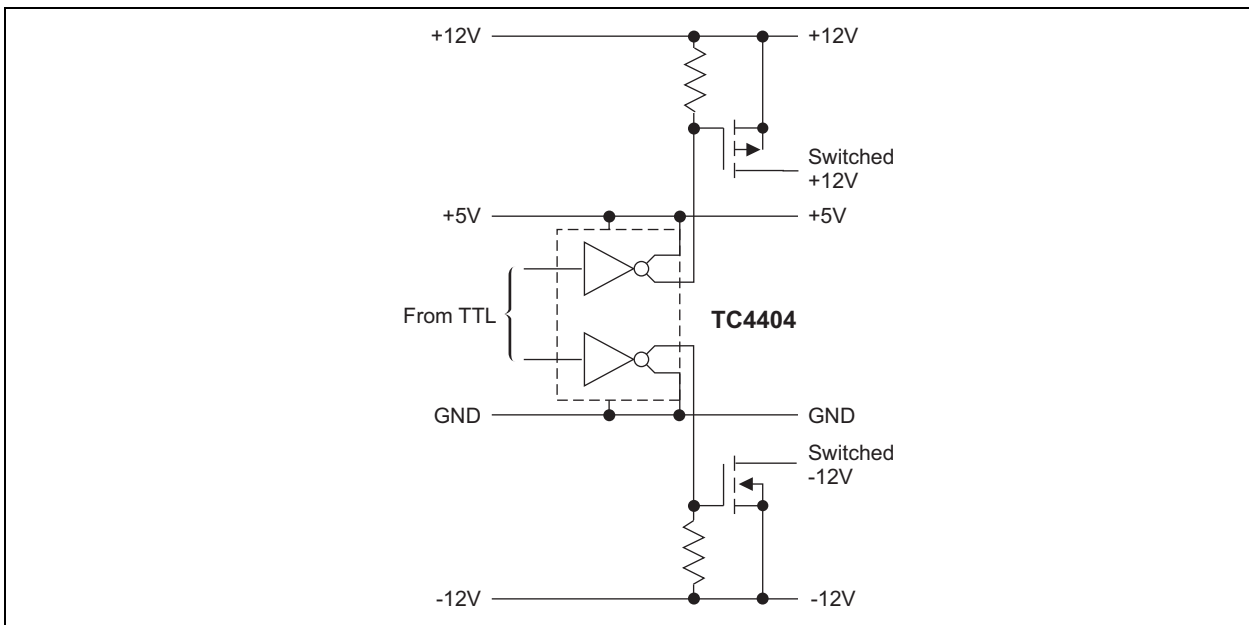 +12V
+12V
Switched
+12V
+5V
+5V
From TTL
TC4404
GND
GND
Switched
-12V
-12V
-12V